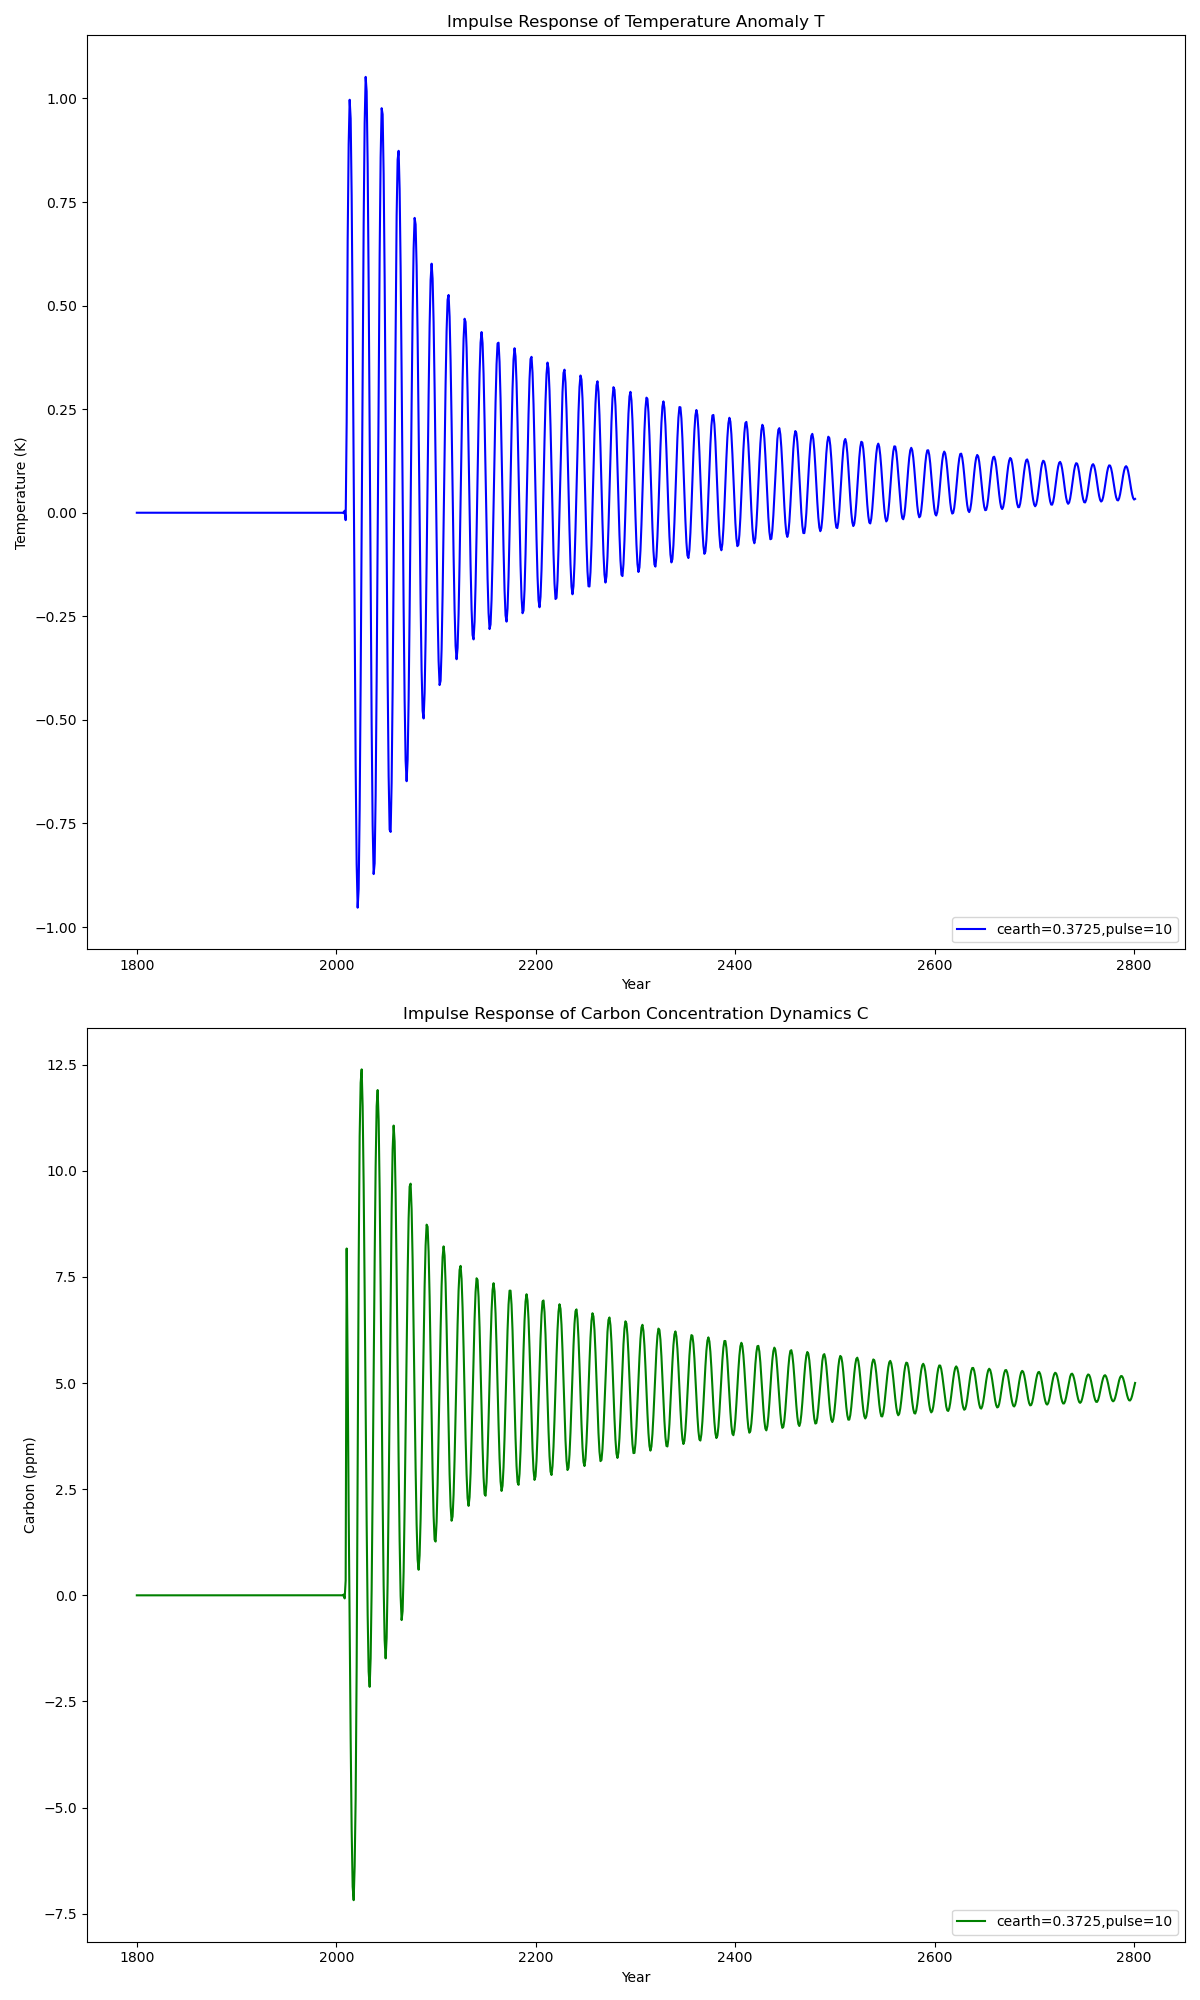 Impulse Response of Temperature Anomaly T
1.00
0.75
0.50
0.25
0.00
−0.25
−0.50
−0.75
−1.00
Temperature (K)
cearth=0.3725,pulse=10
1800 2000 2200 2400 2600 2800
Year
Impulse Response of Carbon Concentration Dynamics C
12.5
10.0
7.5
5.0
2.5
0.0
−2.5
−5.0
−7.5
Carbon (ppm)
cearth=0.3725,pulse=10
1800 2000 2200 2400 2600 2800
Year